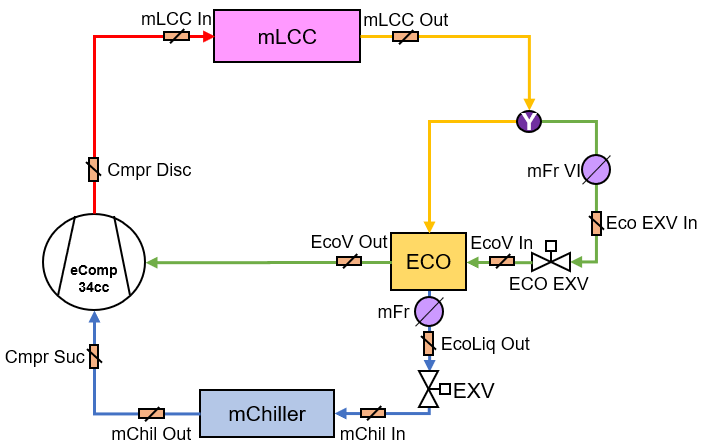 mLCC In
mLCC
mLCC Out
Y
Cmpr Disc
mFr VI
Eco EXV In
eComp
34cc
EcoV Out
ECO
EcoV In
ECO EXV
mFr
EcoLiq Out
Cmpr Suc
EXV
mChil Out
mChiller
mChil In